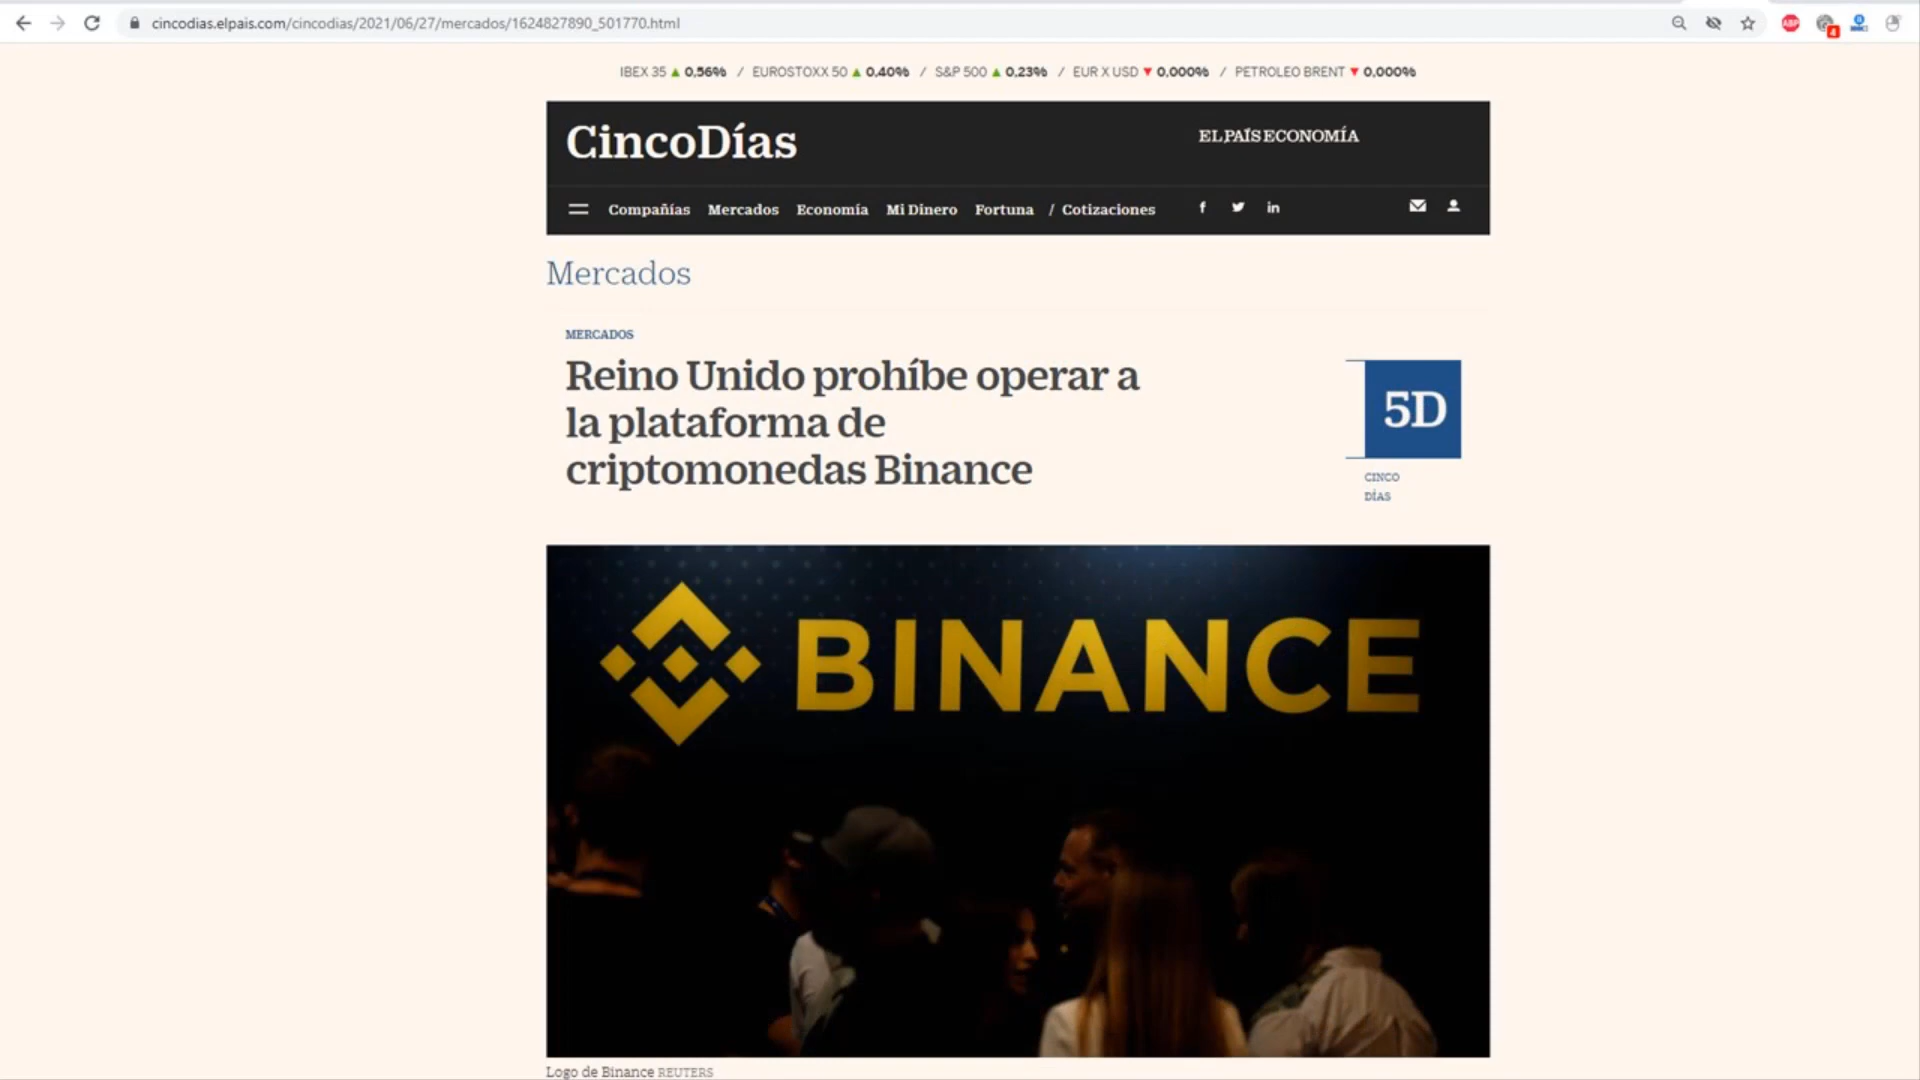 cincodias.elpais.com/cincodias/2021/06/27/mercados/1624827890_501770.html
ABP
4
IBEX 35 ▲ 0,56% / EUROSTOXX 50 ▲ 0,40% / S&P 500 ▲ 0,23% / EUR X USD ▼ 0,000% / PETROLEO BRENT ▼ 0,000%
CincoDías
EL PAÍS ECONOMÍA
Compañías Mercados Economía Mi Dinero Fortuna / Cotizaciones
Mercados
MERCADOS
Reino Unido prohíbe operar a
la plataforma de
criptomonedas Binance
5D
CINCO
DÍAS
BINANCE
Logo de Binance REUTERS